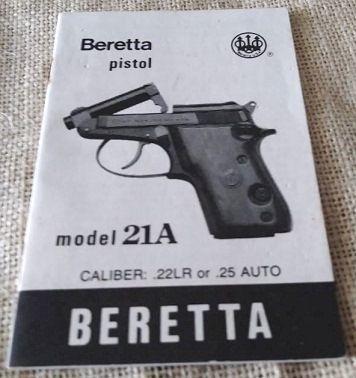 Beretta
pistol
®
model 21A
CALIBER: .22LR or .25 AUTO
BERETTA